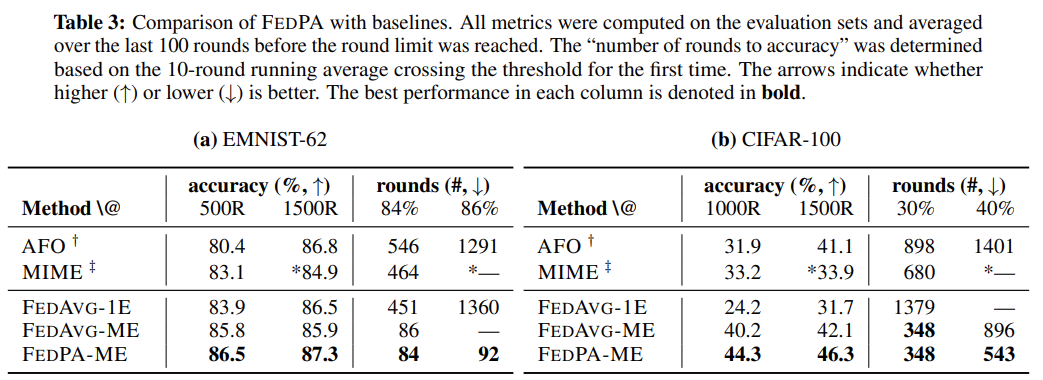 Table 3: Comparison of FEDPA with baselines. All metrics were computed on the evaluation sets and averaged
over the last 100 rounds before the round limit was reached. The “number of rounds to accuracy” was determined
based on the 10-round running average crossing the threshold for the first time. The arrows indicate whether
higher (↑) or lower (↓) is better. The best performance in each column is denoted in bold.
(a) EMNIST-62
accuracy (%, ↑) rounds (#, ↓)
Method \@ 500R 1500R 84% 86%
AFO † 80.4 86.8 546 1291
MIME ‡ 83.1 *84.9 464 *—
FEDAVG-1E 83.9 86.5 451 1360
FEDAVG-ME 85.8 85.9 86 —
FEDPA-ME 86.5 87.3 84 92
(b) CIFAR-100
accuracy (%, ↑) rounds (#, ↓)
Method \@ 1000R 1500R 30% 40%
AFO † 31.9 41.1 898 1401
MIME ‡ 33.2 *33.9 680 *—
FEDAVG-1E 24.2 31.7 1379 —
FEDAVG-ME 40.2 42.1 348 896
FEDPA-ME 44.3 46.3 348 543